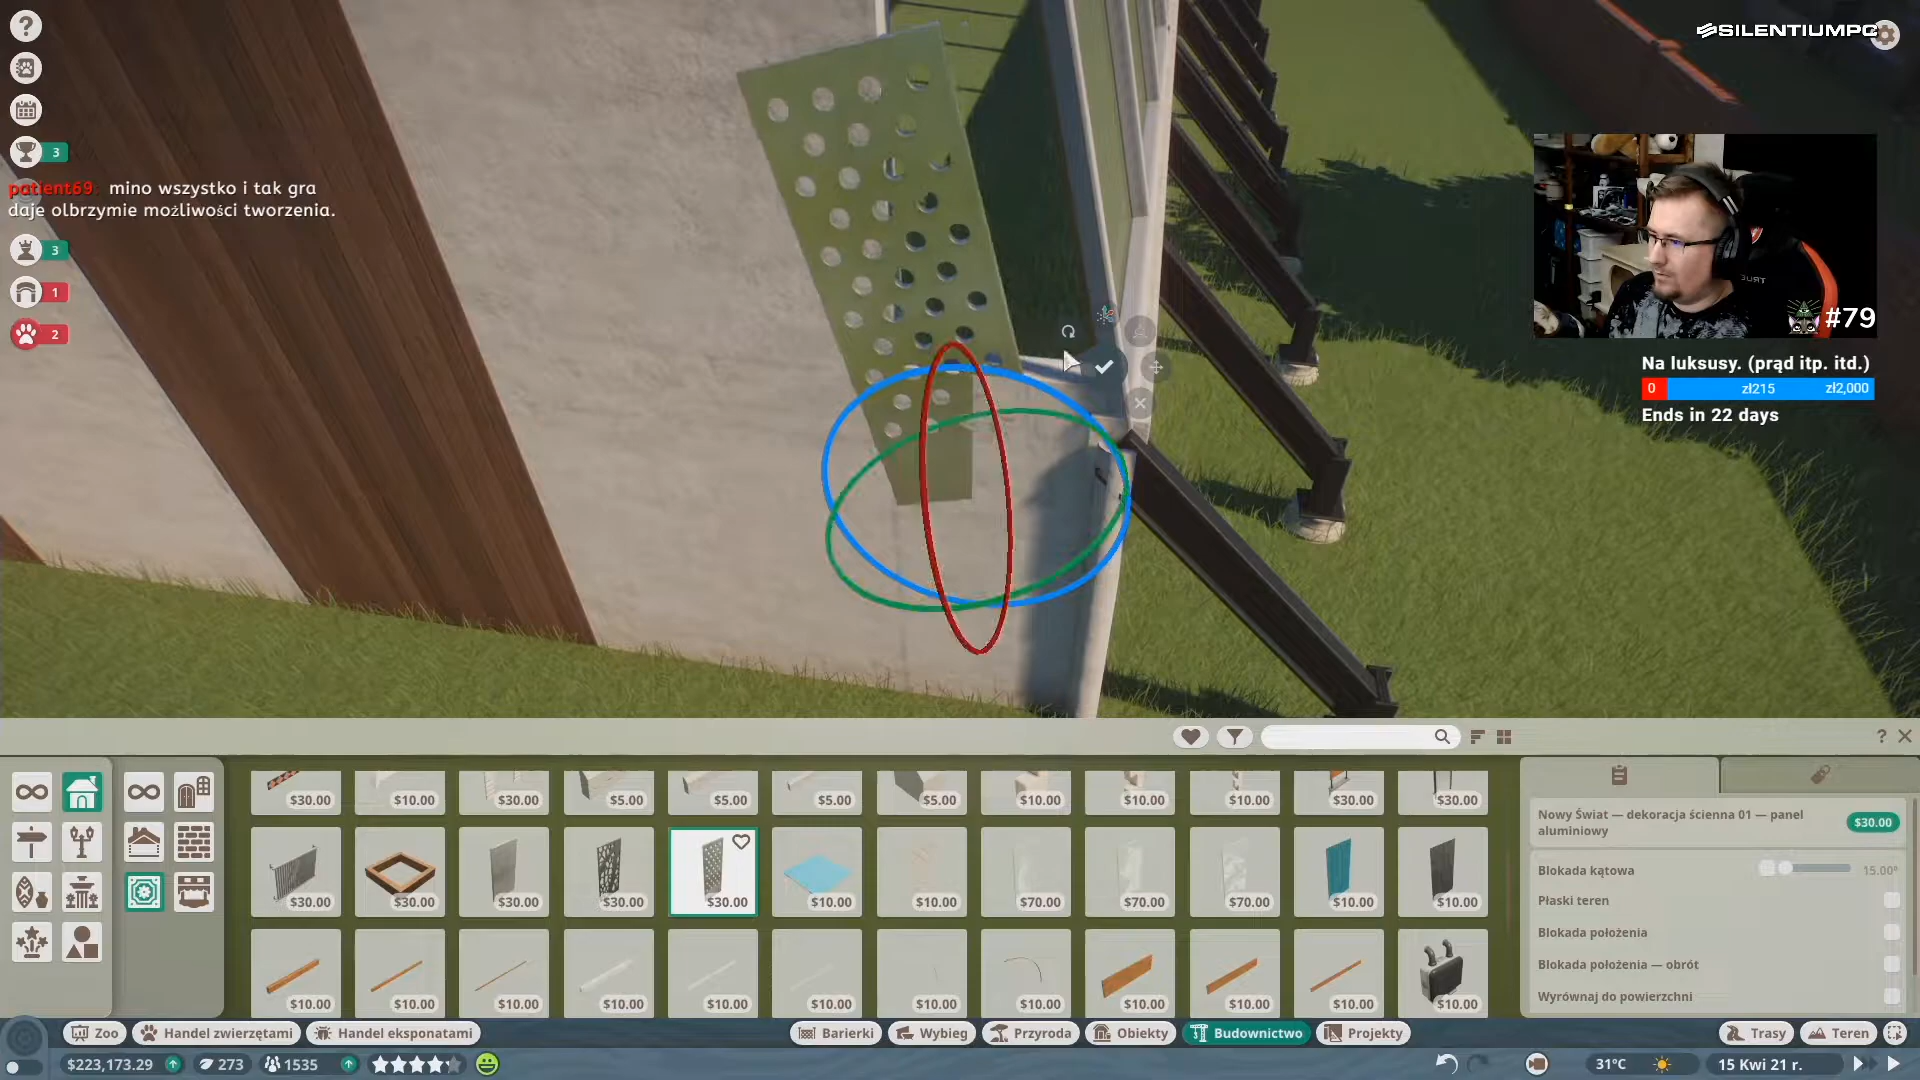 SILENTIUMPC
3
patient69: mino wszystko i tak gra
daje olbrzymie możliwości tworzenia.
3
1
2
TRUE
#79
Na luksusy. (prąd itp. itd.)
0 zł215 zł2,000
Ends in 22 days
? ×
$30.00 $10.00 $30.00 $5.00 $5.00 $5.00 $5.00 $10.00 $10.00 $10.00 $30.00 $30.00
$30.00 $30.00 $30.00 $30.00 $30.00 $10.00 $10.00 $70.00 $70.00 $70.00 $10.00 $10.00
$10.00 $10.00 $10.00 $10.00 $10.00 $10.00 $10.00 $10.00 $10.00 $10.00 $10.00 $10.00
Nowy Świat — dekoracja ścienna 01 — panel
aluminiowy
$30.00
Blokada kątowa 15.00°
Płaski teren
Blokada położenia
Blokada położenia — obrót
Wyrównaj do powierzchni
Zoo Handel zwierzętami Handel eksponatami Barierki Wybieg Przyroda Obiekty Budownictwo Projekty Trasy Teren
$223,173.29 273 1535 31°C 15 Kwi 21 r.